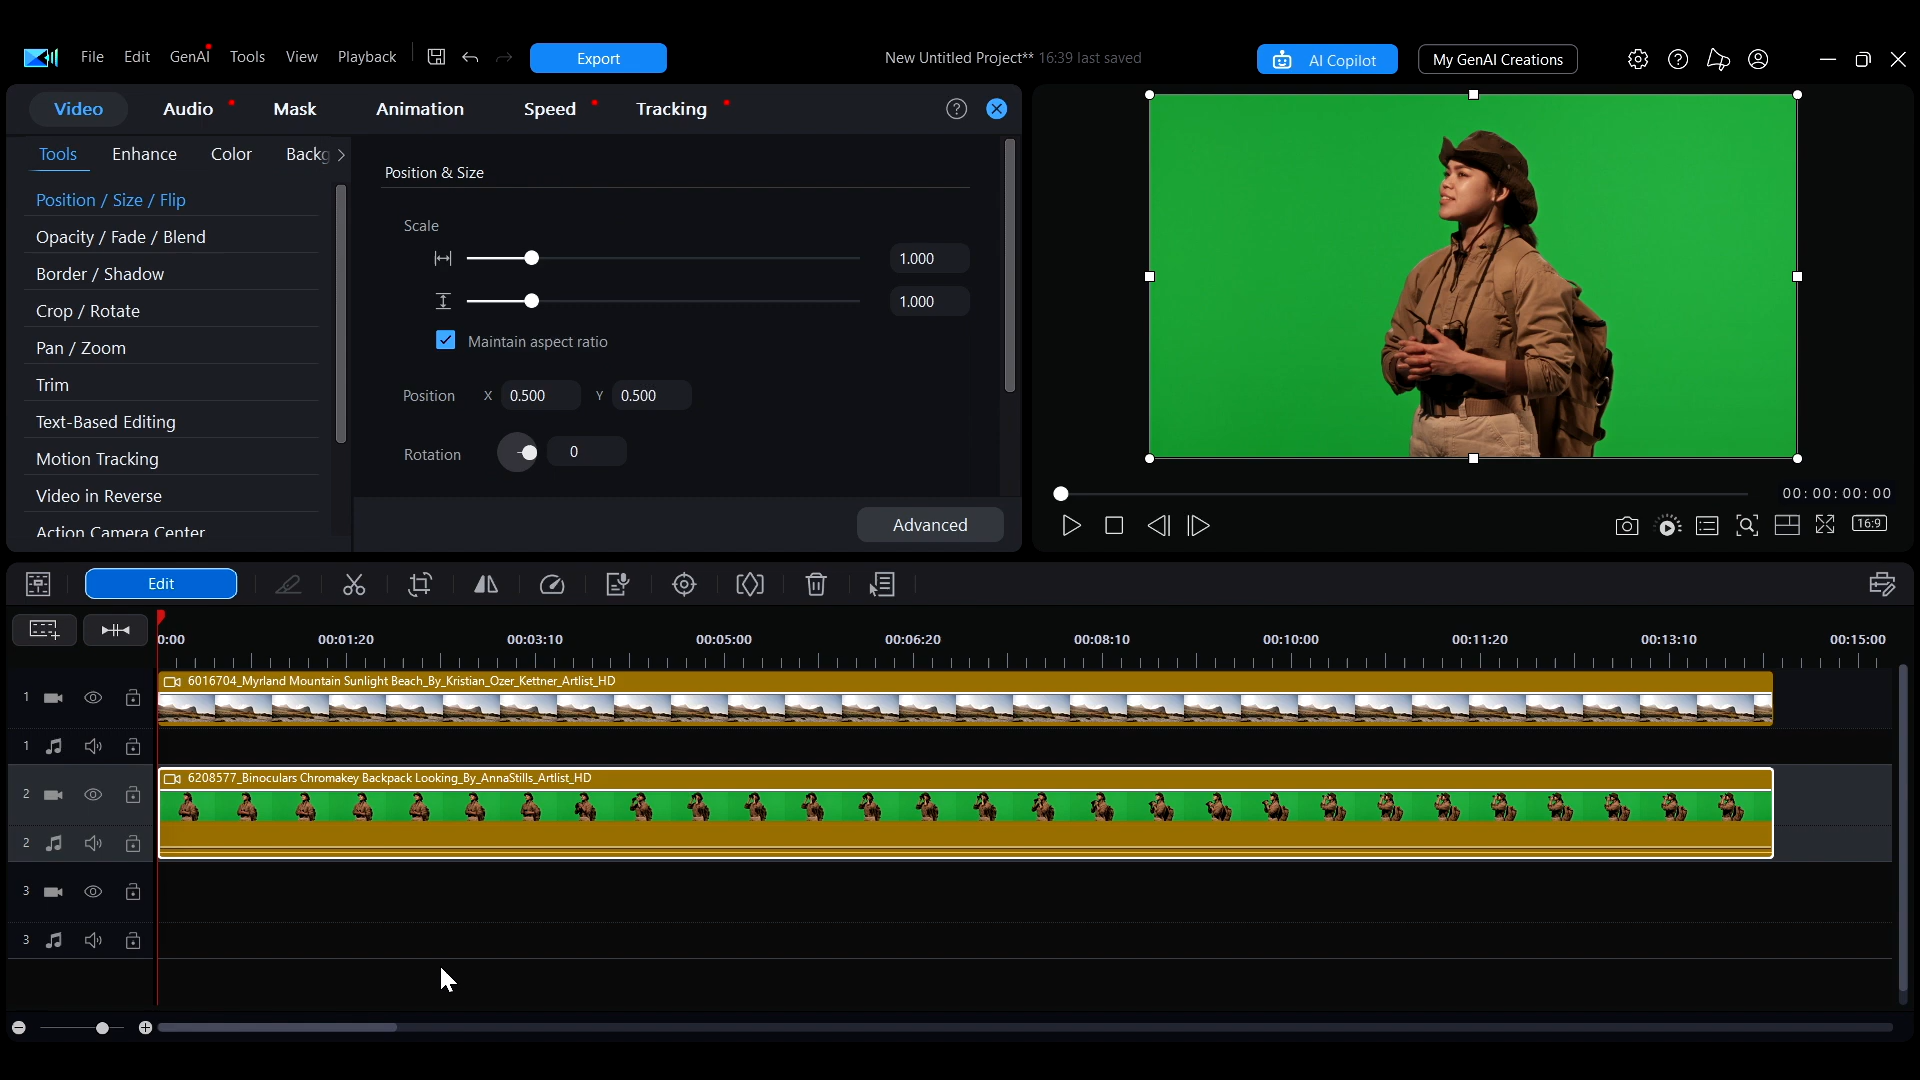 File Edit GenAI Tools View Playback Export New Untitled Project** 16:39 last saved AI Copilot My GenAI Creations
Video Audio Mask Animation Speed Tracking
Tools Enhance Color Backg
Position / Size / Flip
Opacity / Fade / Blend
Border / Shadow
Crop / Rotate
Pan / Zoom
Trim
Text-Based Editing
Motion Tracking
Video in Reverse
Action Camera Center
Position & Size
Scale
1.000
1.000
Maintain aspect ratio
Position X 0.500 Y 0.500
Rotation 0
Advanced
00:00:00:00
16:9
Edit
0:00 00:01:20 00:03:10 00:05:00 00:06:20 00:08:10 00:10:00 00:11:20 00:13:10 00:15:00
6016704_Myrland Mountain Sunlight Beach_By_Kristian_Ozer_Kettner_Artlist_HD
1
1
6208577_Binoculars Chromakey Backpack Looking_By_AnnaStills_Artlist_HD
2
2
3
3